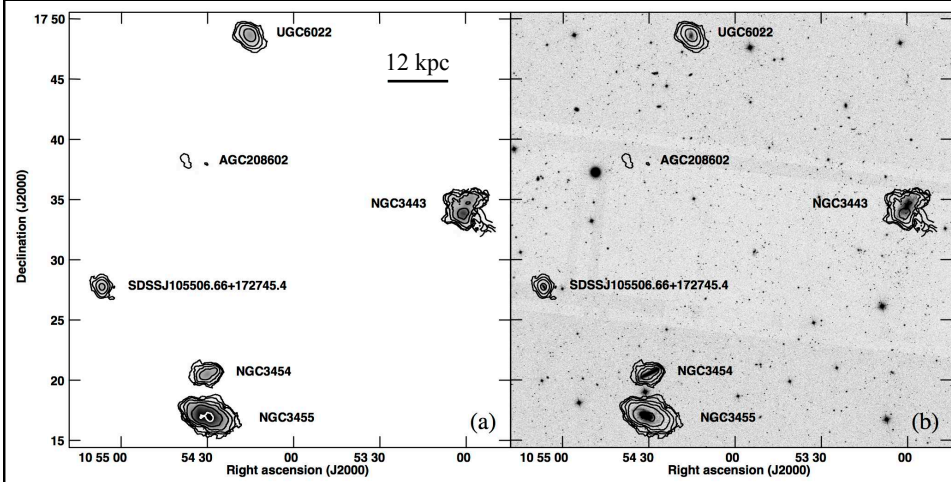 17 50
UGC6022
UGC6022
12 kpc
45
40
AGC208602
AGC208602
35
NGC3443
NGC3443
Declination (J2000)
30
SDSSJ105506.66+172745.4
SDSSJ105506.66+172745.4
25
20
NGC3454
NGC3454
NGC3455
NGC3455
(a)
(b)
15
10 55 00
54 30
00
53 30
00
10 55 00
54 30
00
53 30
00
Right ascension (J2000)
Right ascension (J2000)